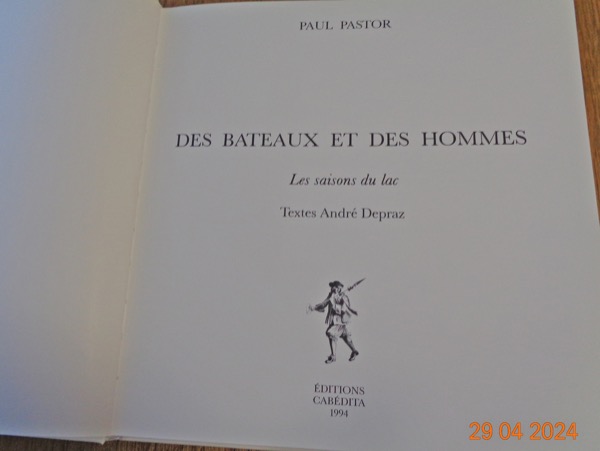 PAUL PASTOR
DES BATEAUX ET DES HOMMES
Les saisons du lac
Textes André Depraz
ÉDITIONS
CABÉDITA
1994
29 04 2024